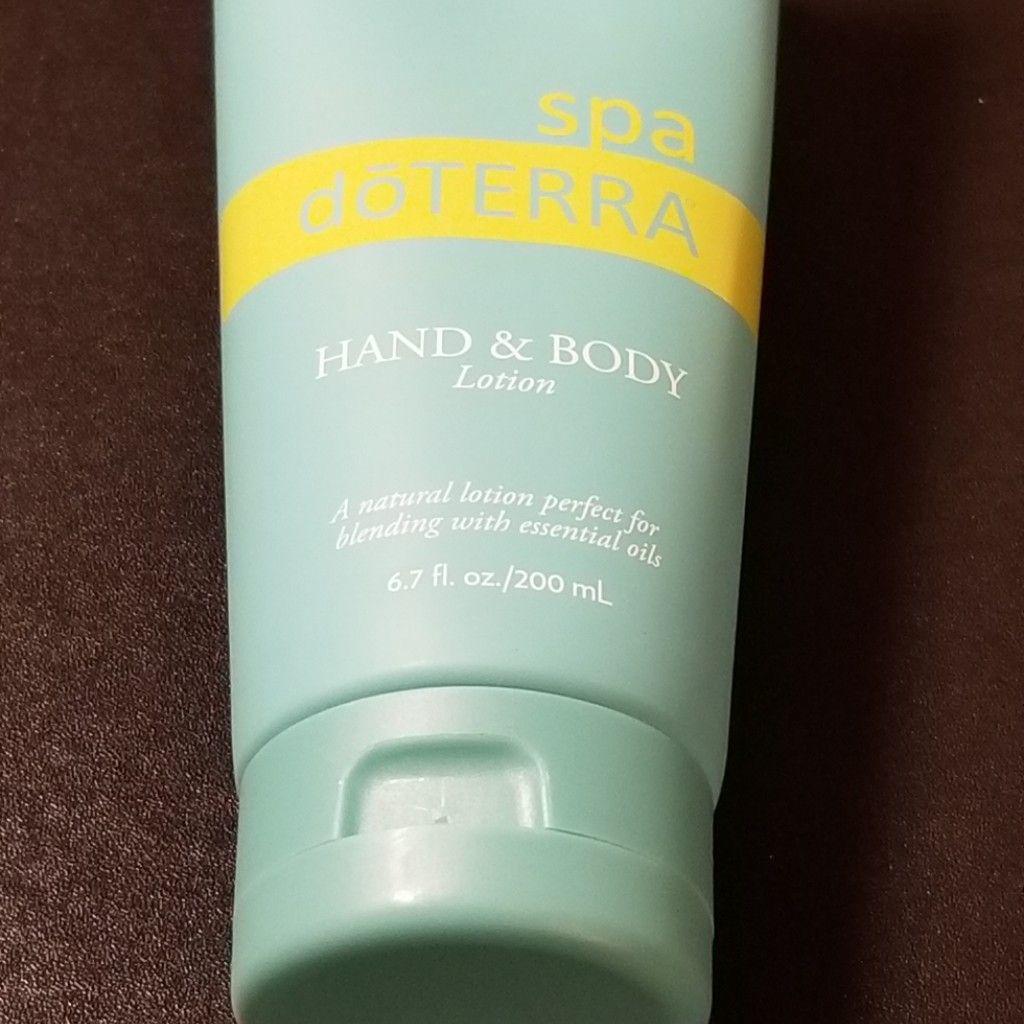 spa
dōTERRA
HAND & BODY
Lotion
A natural lotion perfect for
blending with essential oils
6.7 fl. oz./200 mL